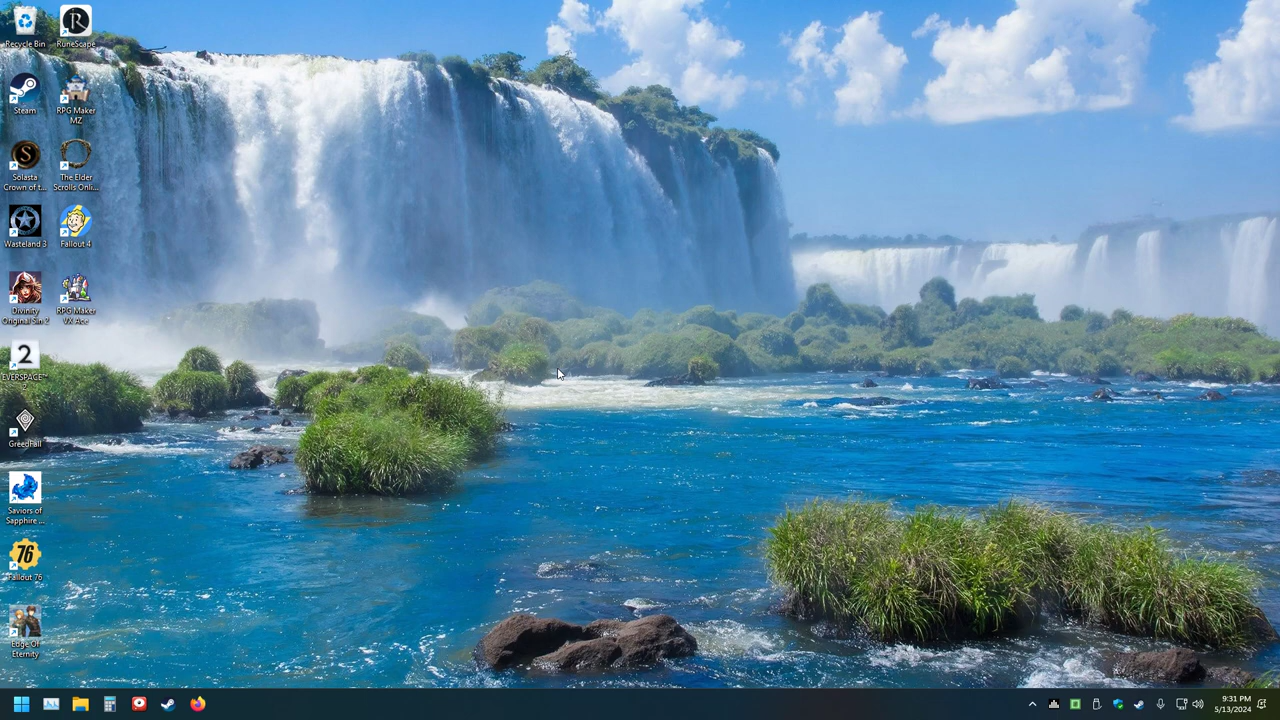 Recycle Bin
RuneScape
Steam
RPG Maker
MZ
Solasta
Crown of t...
The Elder
Scrolls Onli...
Wasteland 3
Fallout 4
Divinity
Original Sin 2
RPG Maker
VX Ace
2
EVERSPACE™
GreedFall
Saviors of
Sapphire ...
76
Fallout 76
Edge Of
Eternity
9:31 PM
5/13/2024